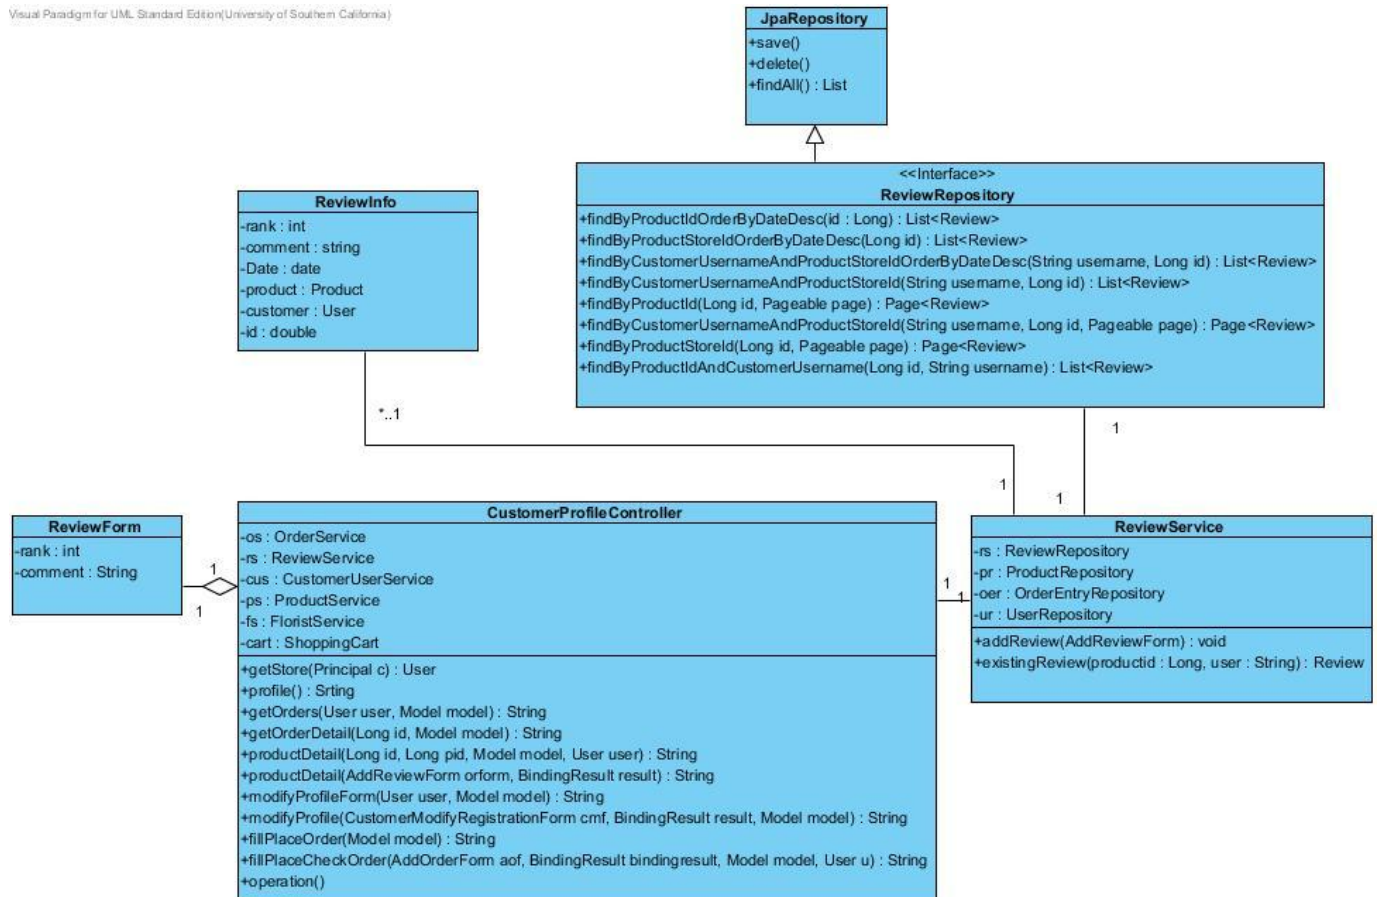 Visual Paradigm for UML Standard Edition(University of Southern California)
JpaRepository
+save()
+delete()
+findAll() : List
<<Interface>>
ReviewRepository
+findByProductIdOrderByDateDesc(id : Long) : List<Review>
+findByProductStoreIdOrderByDateDesc(Long id) : List<Review>
+findByCustomerUsernameAndProductStoreIdOrderByDateDesc(String username, Long id) : List<Review>
+findByCustomerUsernameAndProductStoreId(String username, Long id) : List<Review>
+findByProductId(Long id, Pageable page) : Page<Review>
+findByCustomerUsernameAndProductStoreId(String username, Long id, Pageable page) : Page<Review>
+findByProductStoreId(Long id, Pageable page) : Page<Review>
+findByProductIdAndCustomerUsername(Long id, String username) : List<Review>
ReviewInfo
-rank : int
-comment : string
-Date : date
-product : Product
-customer : User
-id : double
*..1
1
1
1
ReviewForm
-rank : int
-comment : String
1
1
CustomerProfileController
-os : OrderService
-rs : ReviewService
-cus : CustomerUserService
-ps : ProductService
-fs : FloristService
-cart : ShoppingCart
+getStore(Principal c) : User
+profile() : Srting
+getOrders(User user, Model model) : String
+getOrderDetail(Long id, Model model) : String
+productDetail(Long id, Long pid, Model model, User user) : String
+productDetail(AddReviewForm orform, BindingResult result) : String
+modifyProfileForm(User user, Model model) : String
+modifyProfile(CustomerModifyRegistrationForm cmf, BindingResult result, Model model) : String
+fillPlaceOrder(Model model) : String
+fillPlaceCheckOrder(AddOrderForm aof, BindingResult bindingresult, Model model, User u) : String
+operation()
1
1
ReviewService
-rs : ReviewRepository
-pr : ProductRepository
-oer : OrderEntryRepository
-ur : UserRepository
+addReview(AddReviewForm) : void
+existingReview(productid : Long, user : String) : Review